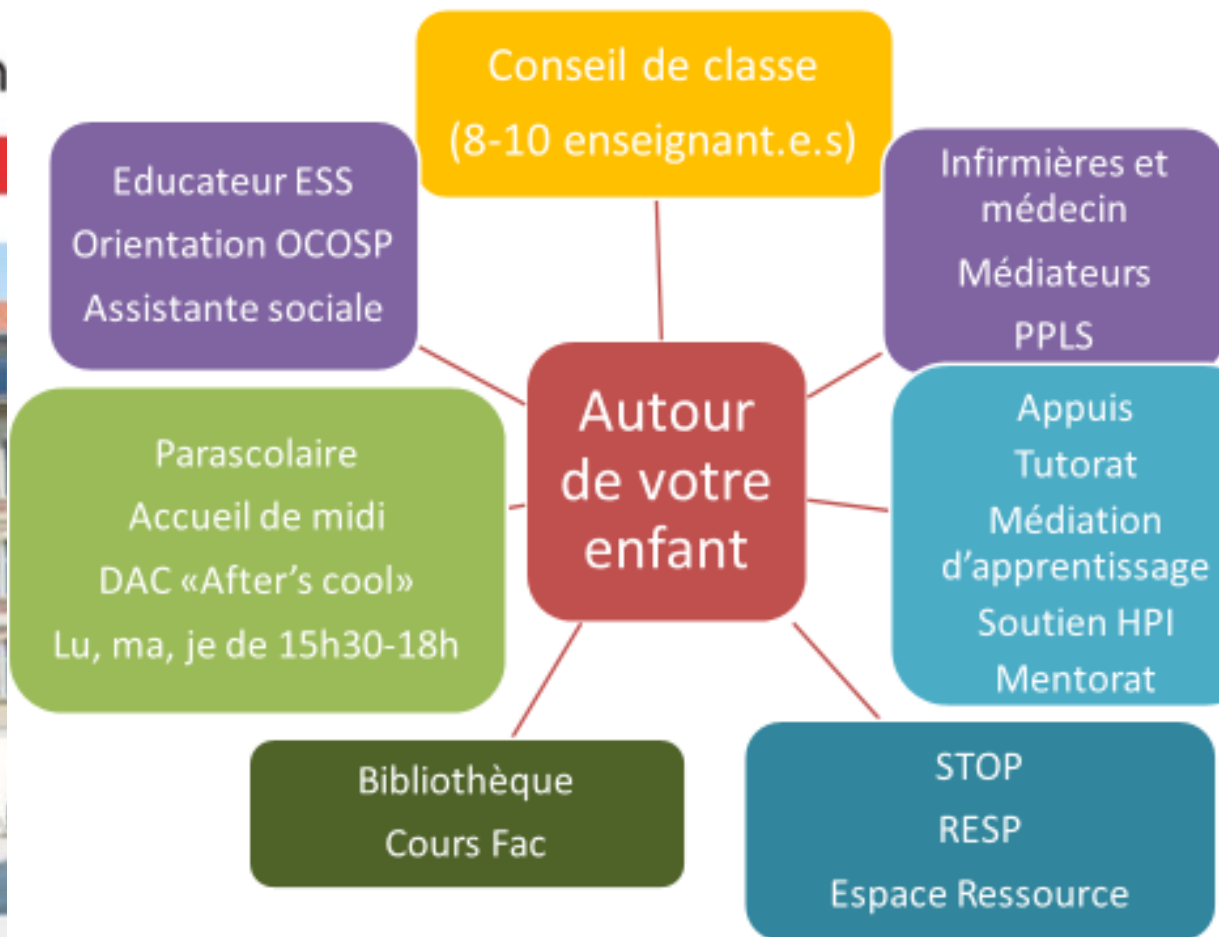 Conseil de classe
(8-10 enseignant.e.s)
Educateur ESS
Orientation OCOSP
Assistante sociale
Infirmières et
médecin
Médiateurs
PPLS
Autour
de votre
enfant
Parascolaire
Accueil de midi
DAC «After’s cool»
Lu, ma, je de 15h30-18h
Appuis
Tutorat
Médiation
d’apprentissage
Soutien HPI
Mentorat
Bibliothèque
Cours Fac
STOP
RESP
Espace Ressource